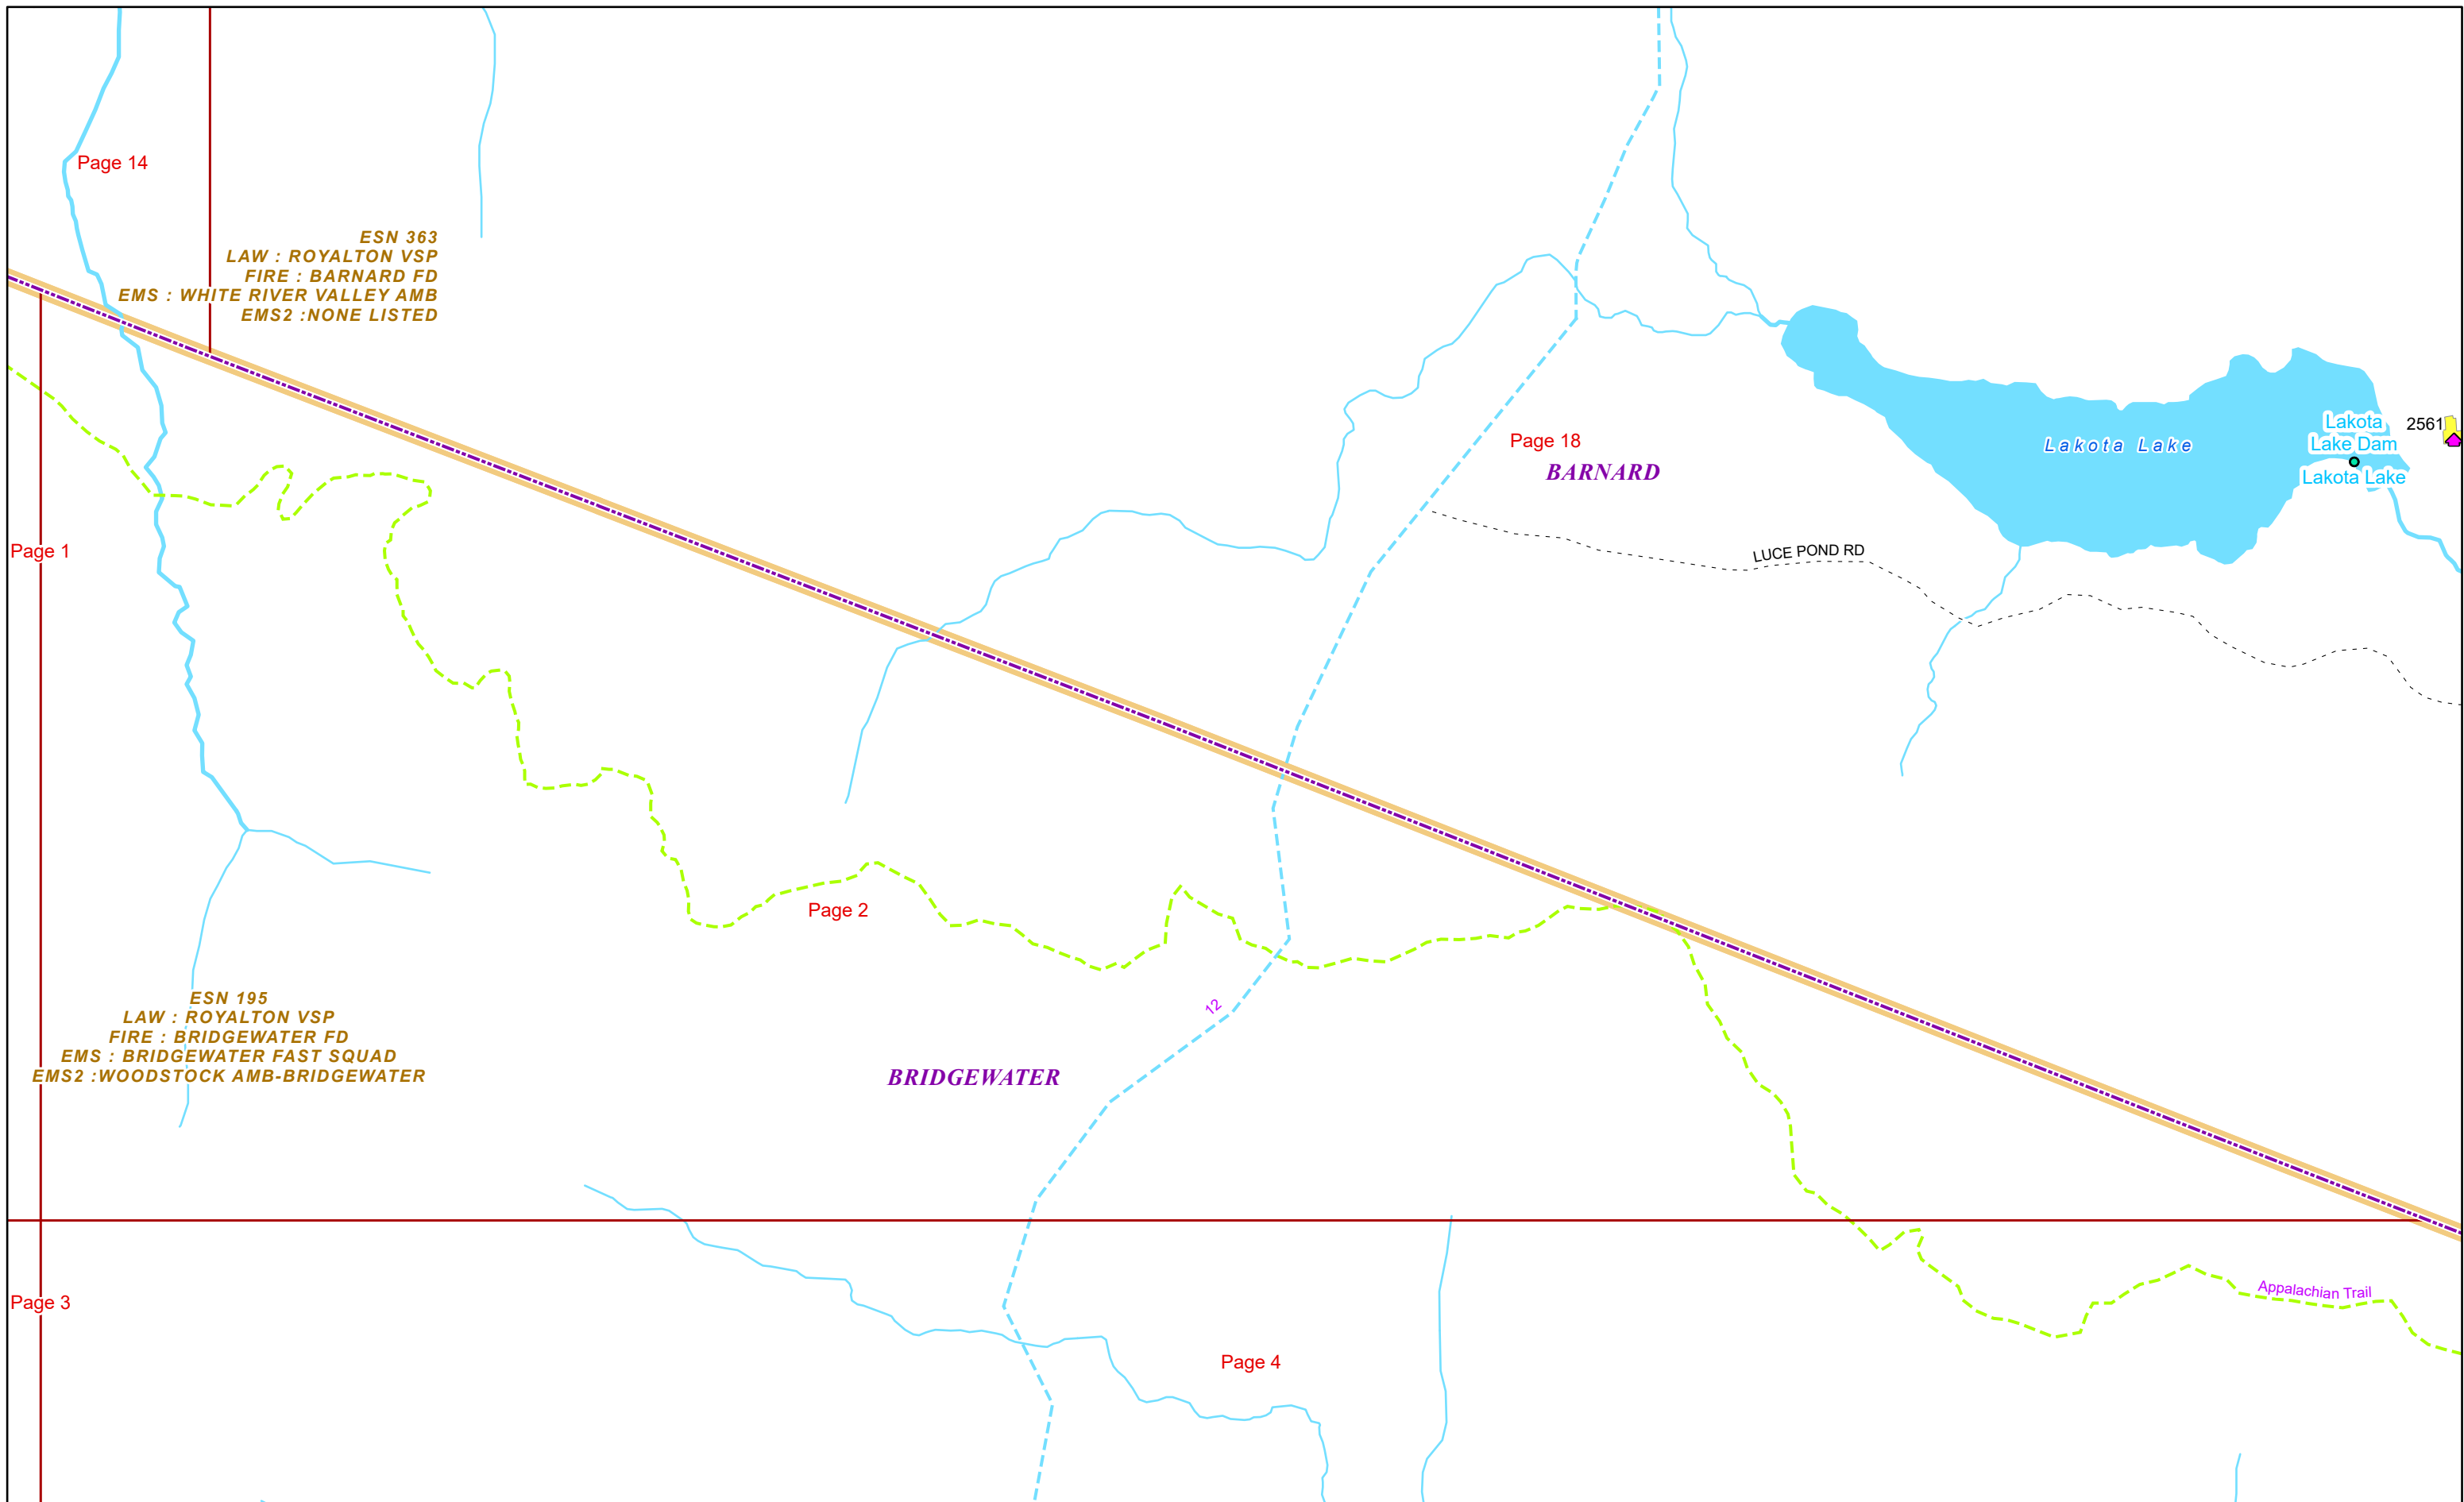 Page 14
ESN 363
LAW : ROYALTON VSP
FIRE : BARNARD FD
EMS : WHITE RIVER VALLEY AMB
EMS2 :NONE LISTED
Page 18
BARNARD
Lakota Lake
Lakota
Lake Dam
Lakota Lake
2561
Page 1
LUCE POND RD
Page 2
12
ESN 195
LAW : ROYALTON VSP
FIRE : BRIDGEWATER FD
EMS : BRIDGEWATER FAST SQUAD
EMS2 :WOODSTOCK AMB-BRIDGEWATER
BRIDGEWATER
Page 3
Appalachian Trail
Page 4